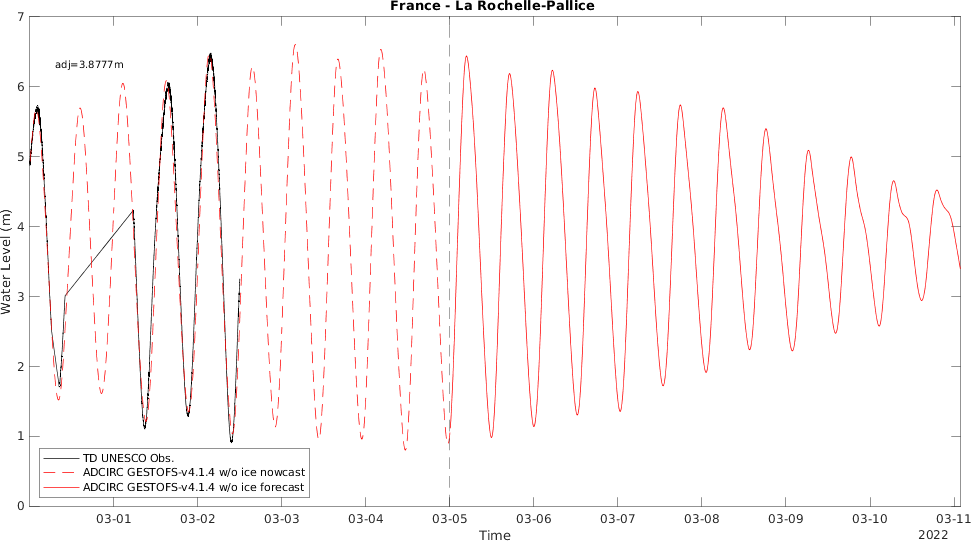 France - La Rochelle-Pallice
adj=3.8777m
7
6
5
4
3
2
1
0
Water Level (m)
TD UNESCO Obs.
ADCIRC GESTOFS-v4.1.4 w/o ice nowcast
ADCIRC GESTOFS-v4.1.4 w/o ice forecast
03-01 03-02 03-03 03-04 03-05 03-06 03-07 03-08 03-09 03-10 03-11
Time
2022